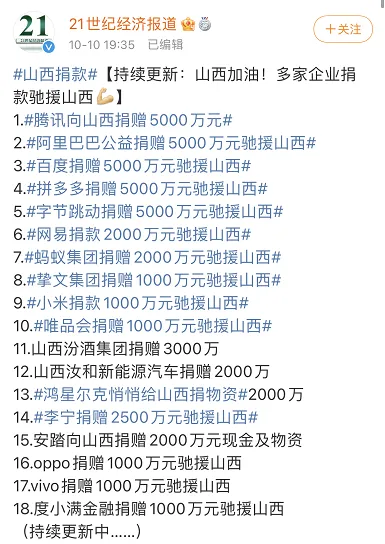 21
21世纪经济报道
10-10 19:35 已编辑
+关注
#山西捐款#【持续更新：山西加油！多家企业捐
款驰援山西💪】
1.#腾讯向山西捐赠5000万元#
2.#阿里巴巴公益捐赠5000万元驰援山西#
3.#百度捐赠5000万元驰援山西#
4.#拼多多捐赠5000万元驰援山西#
5.#字节跳动捐赠5000万元驰援山西#
6.#网易捐款2000万元驰援山西#
7.#蚂蚁集团捐赠2000万元驰援山西#
8.#挚文集团捐赠1000万元驰援山西#
9.#小米捐款1000万元驰援山西#
10.#唯品会捐赠1000万元驰援山西#
11.山西汾酒集团捐赠3000万
12.山西汝和新能源汽车捐赠2000万
13.#鸿星尔克悄悄给山西捐物资#2000万
14.#李宁捐赠2500万元驰援山西#
15.安踏向山西捐赠2000万元现金及物资
16.oppo捐赠1000万元驰援山西
17.vivo捐赠1000万元驰援山西
18.度小满金融捐赠1000万元驰援山西
（持续更新中……）